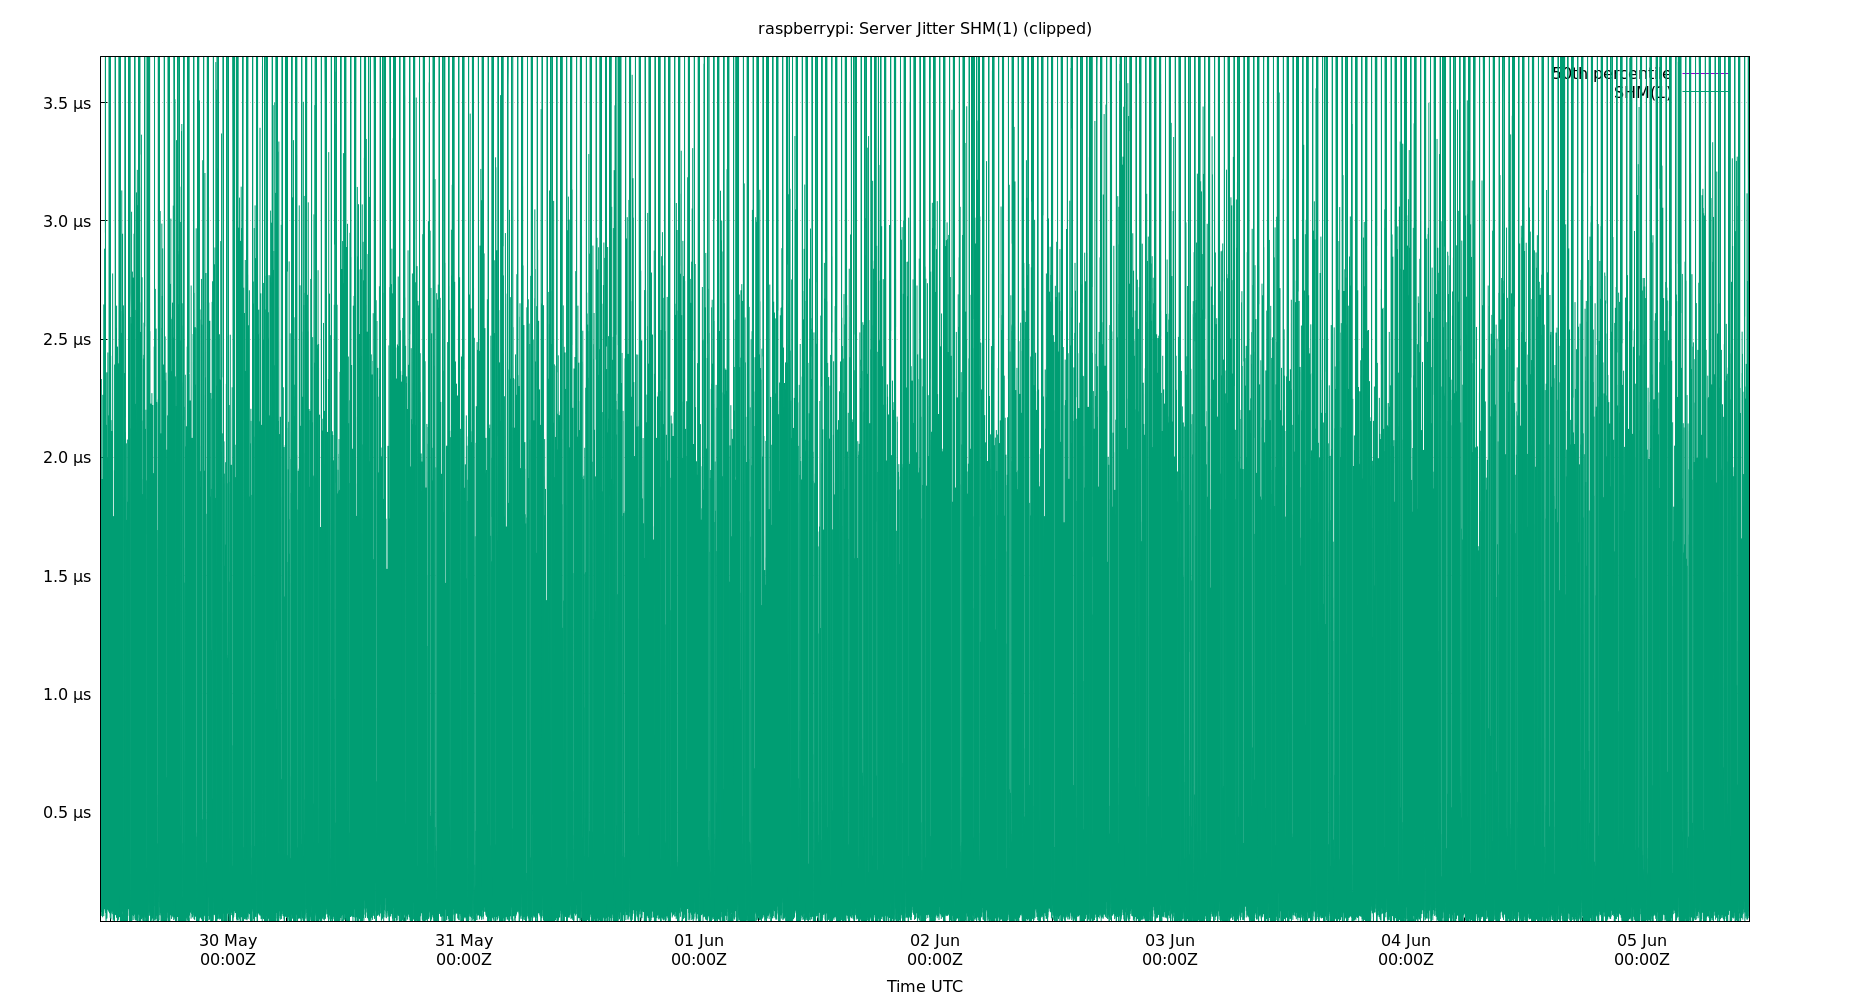 raspberrypi: Server Jitter SHM(1) (clipped)
50th percentile
SHM(1)
3.5 μs
3.0 μs
2.5 μs
2.0 μs
1.5 μs
1.0 μs
0.5 μs
30 May 31 May 01 Jun 02 Jun 03 Jun 04 Jun 05 Jun
00:00Z 00:00Z 00:00Z 00:00Z 00:00Z 00:00Z 00:00Z
Time UTC